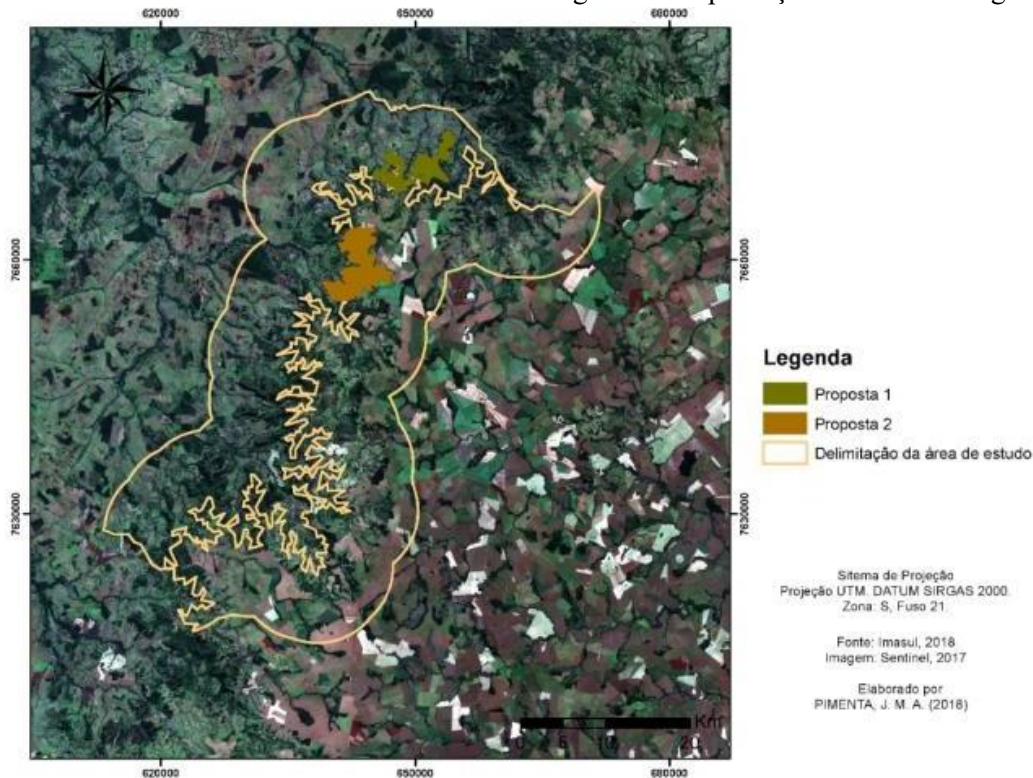 620000 650000 680000
7660000 7660000
7630000 7630000
Legenda
Proposta 1
Proposta 2
Delimitação da área de estudo
Sitema de Projeção
Projeção UTM. DATUM SIRGAS 2000.
Zona: S, Fuso 21.
Fonte: Imasul, 2018
Imagem: Sentinel, 2017
Elaborado por
PIMENTA, J. M. A. (2018)
Km
0 5 10 20
620000 650000 680000